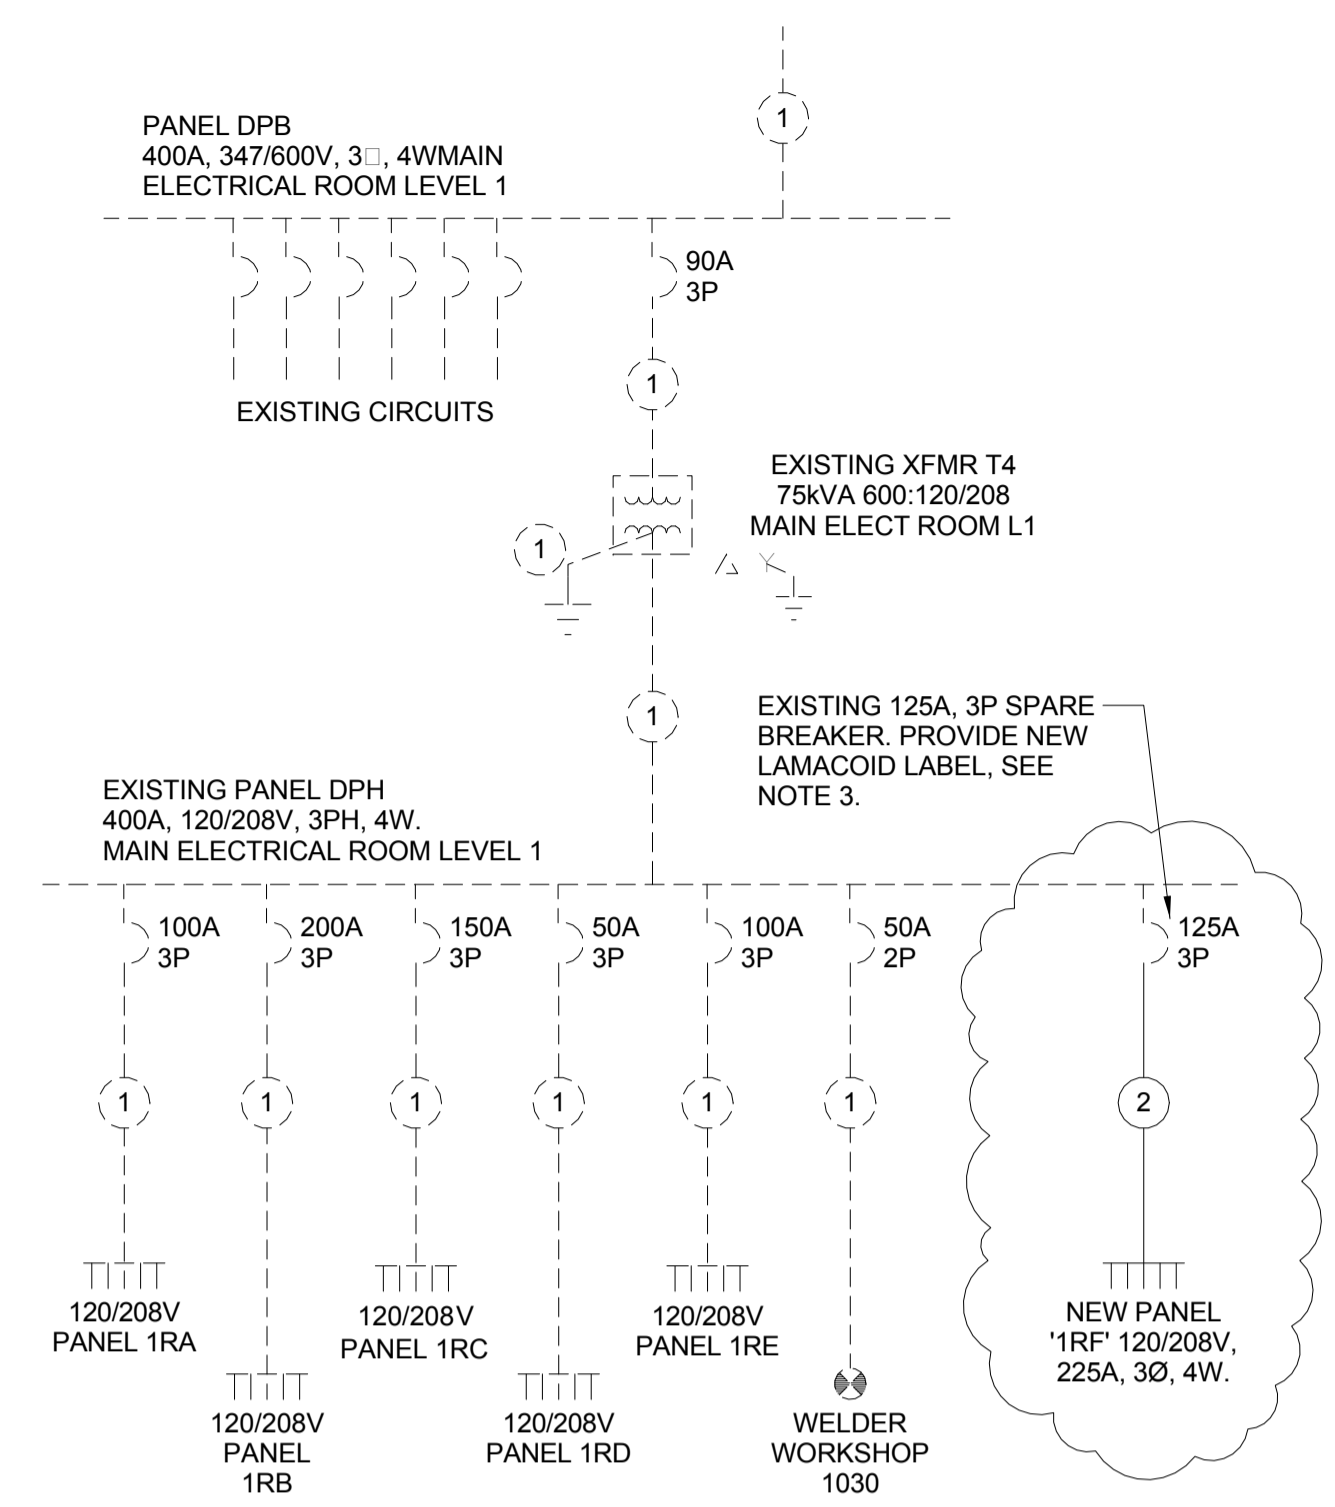 1
PANEL DPB
400A, 347/600V, 3□, 4WMAIN
ELECTRICAL ROOM LEVEL 1
90A
3P
1
EXISTING CIRCUITS
EXISTING XFMR T4
75kVA 600:120/208
MAIN ELECT ROOM L1
1
1
EXISTING 125A, 3P SPARE
BREAKER. PROVIDE NEW
LAMACOID LABEL, SEE
NOTE 3.
EXISTING PANEL DPH
400A, 120/208V, 3PH, 4W.
MAIN ELECTRICAL ROOM LEVEL 1
100A
3P
200A
3P
150A
3P
50A
3P
100A
3P
50A
2P
125A
3P
1
1
1
1
1
1
2
120/208V
PANEL 1RA
120/208V
PANEL
1RB
120/208V
PANEL 1RC
120/208V
PANEL 1RD
120/208V
PANEL 1RE
WELDER
WORKSHOP
1030
NEW PANEL
'1RF' 120/208V,
225A, 3Ø, 4W.